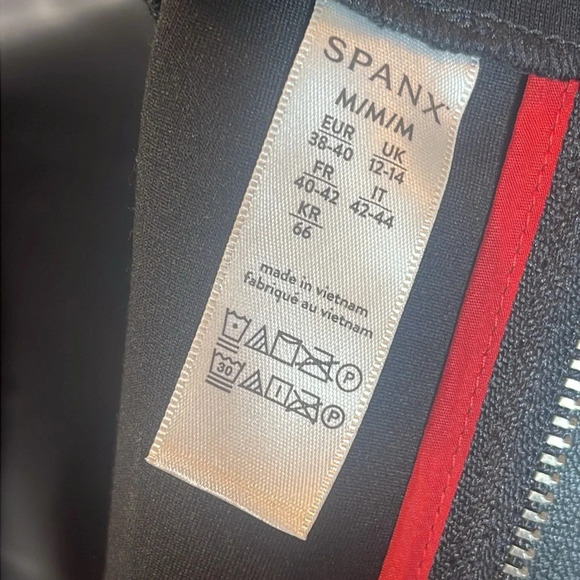 SPANX
M/M/M
EUR UK
38-40 12-14
FR IT
40-42 42-44
KR
66
made in vietnam
fabriqué au vietnam
P
30 P